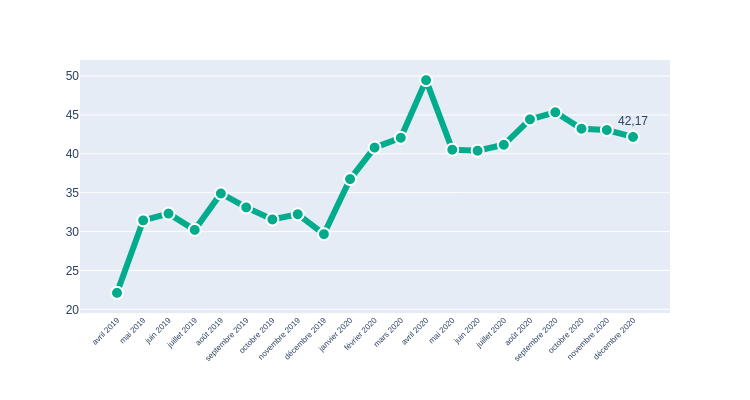 50
45
40
35
30
25
20
42,17
avril 2019
mai 2019
juin 2019
juillet 2019
août 2019
septembre 2019
octobre 2019
novembre 2019
décembre 2019
janvier 2020
février 2020
mars 2020
avril 2020
mai 2020
juin 2020
juillet 2020
août 2020
septembre 2020
octobre 2020
novembre 2020
décembre 2020